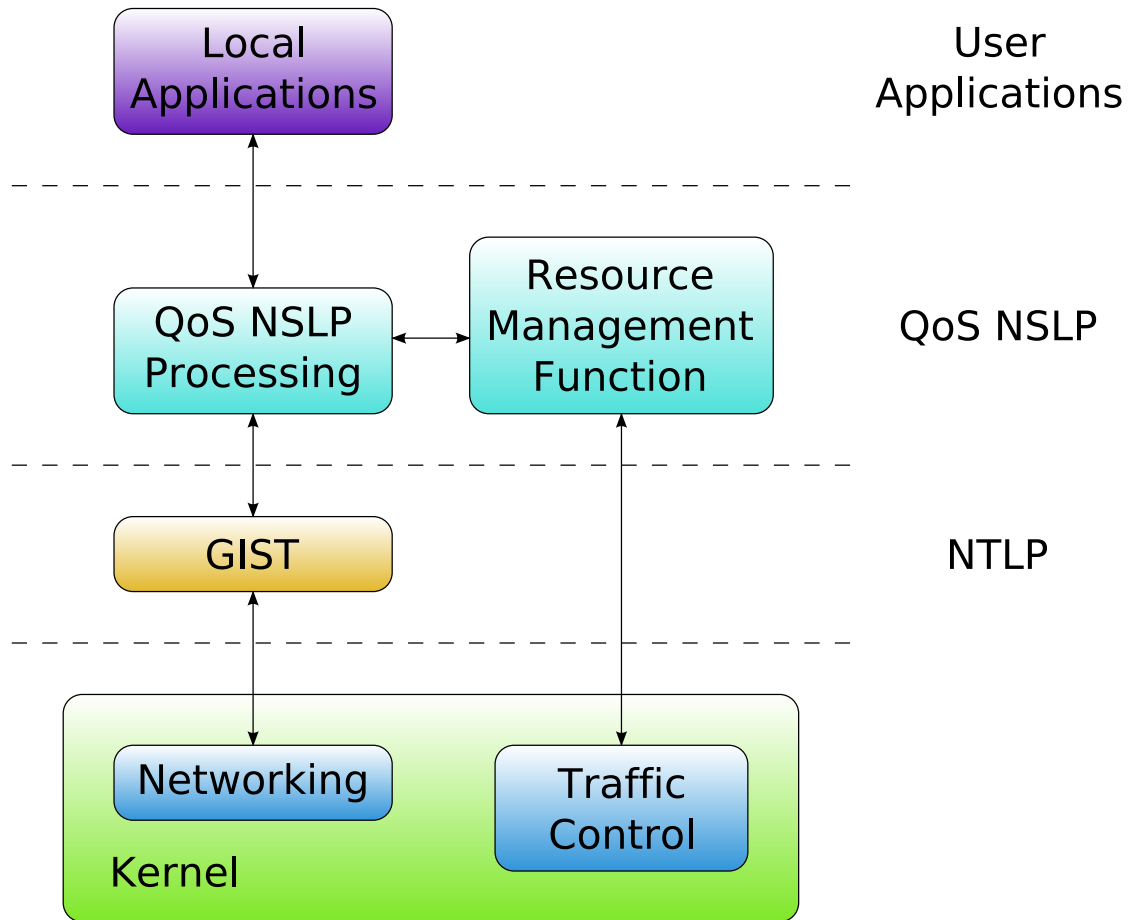 Local
Applications
User
Applications
QoS NSLP
Processing
Resource
Management
Function
QoS NSLP
GIST
NTLP
Networking
Traffic
Control
Kernel